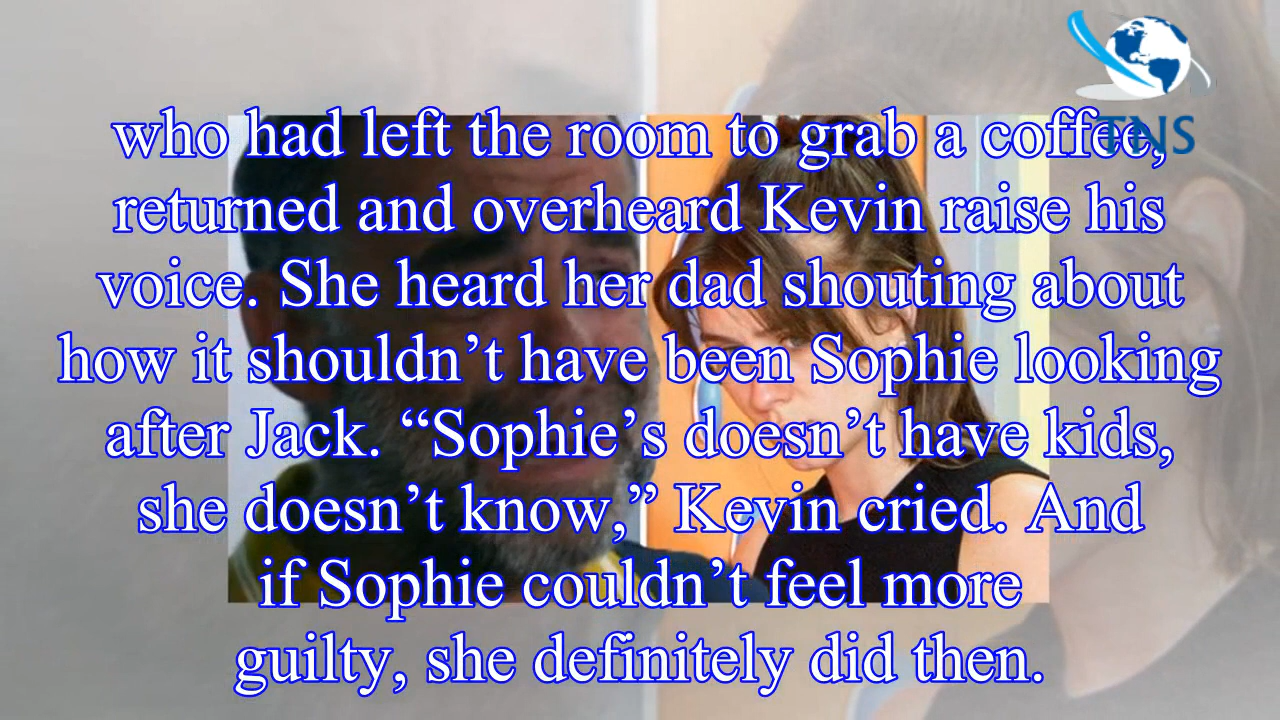 TNS
who had left the room to grab a coffee,
returned and overheard Kevin raise his
voice. She heard her dad shouting about
how it shouldn’t have been Sophie looking
after Jack. “Sophie’s doesn’t have kids,
she doesn’t know,” Kevin cried. And
if Sophie couldn’t feel more
guilty, she definitely did then.